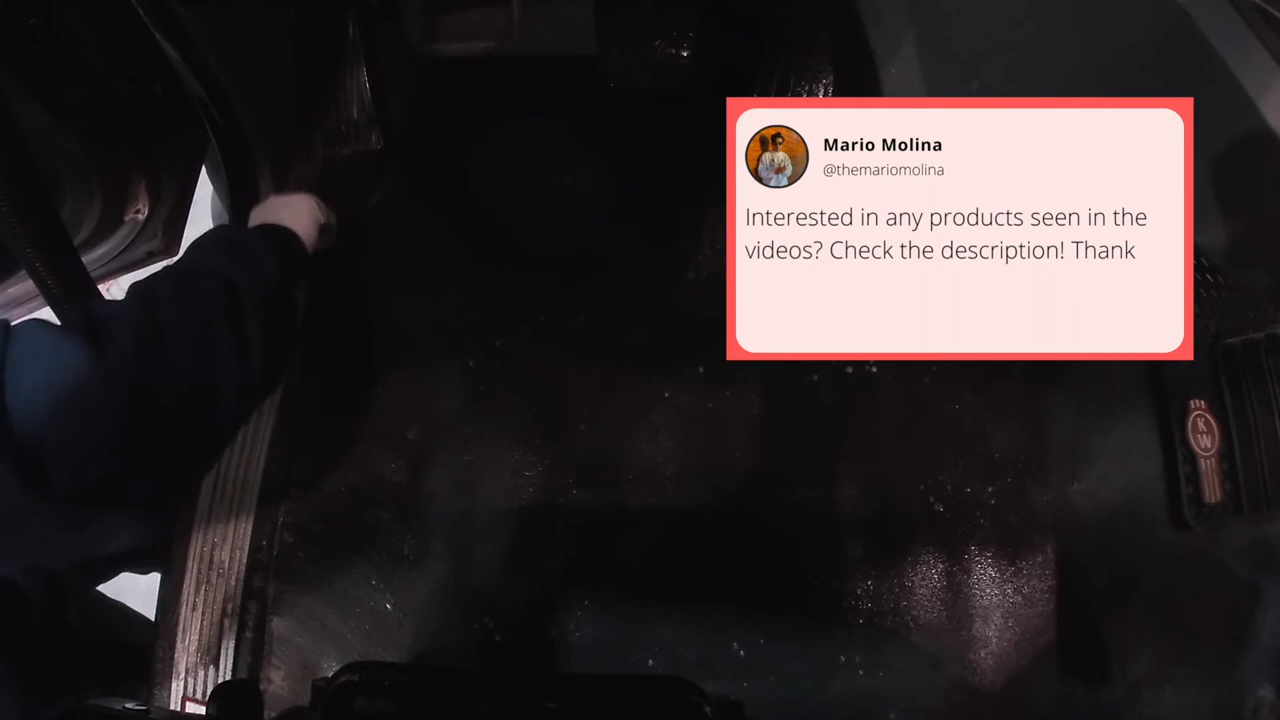 Mario Molina
@themariomolina
Interested in any products seen in the
videos? Check the description! Thank
K
W